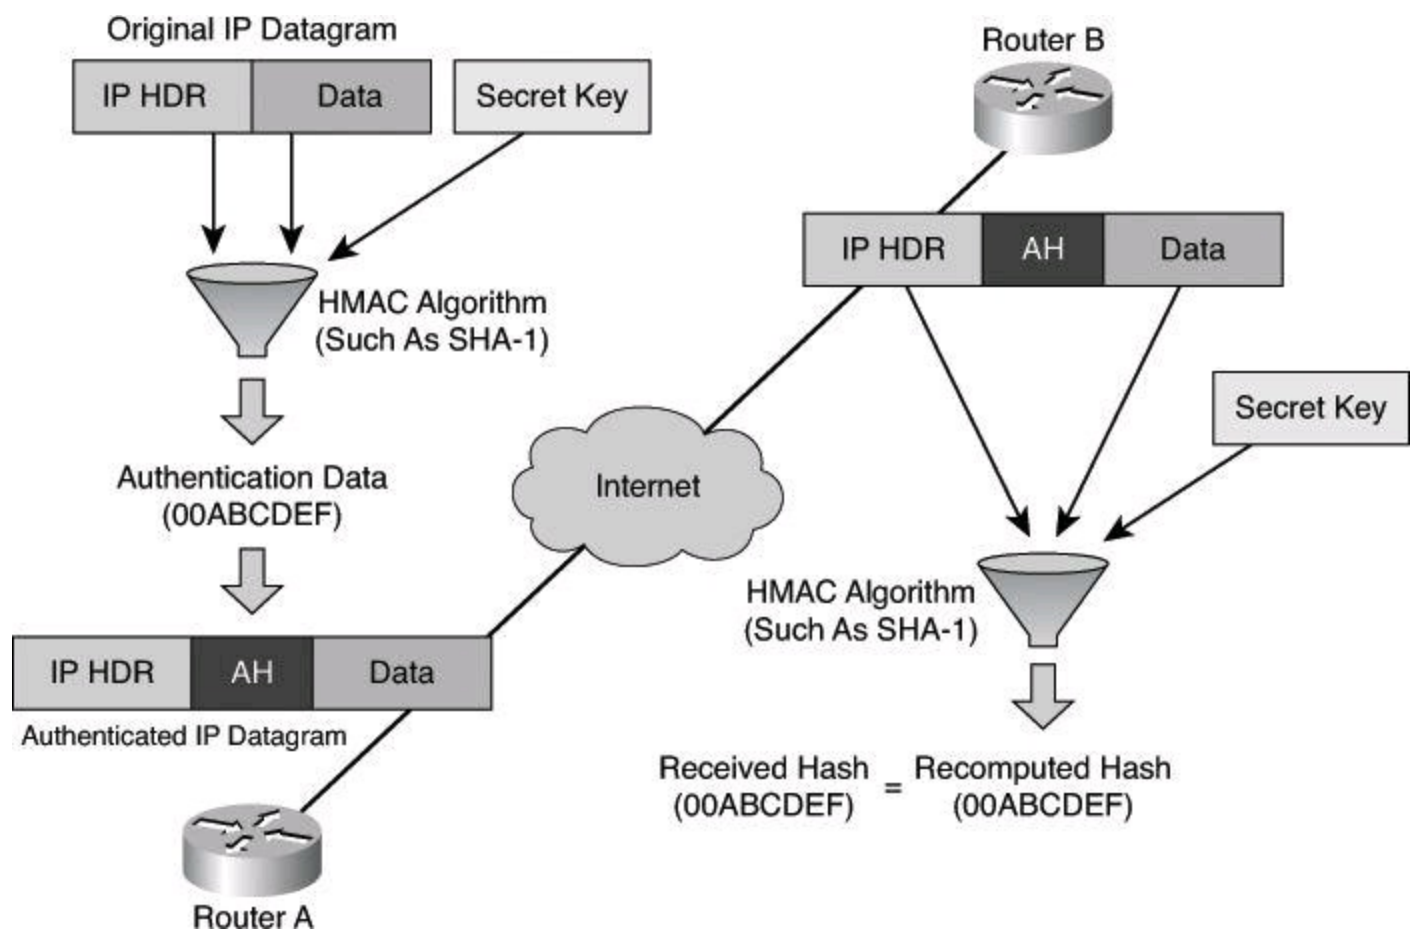 Original IP Datagram
IP HDR
Data
Secret Key
HMAC Algorithm
(Such As SHA-1)
Authentication Data
(00ABCDEF)
IP HDR
AH
Data
Authenticated IP Datagram
Router A
Internet
Router B
IP HDR
AH
Data
Secret Key
HMAC Algorithm
(Such As SHA-1)
Received Hash
(00ABCDEF)
=
Recomputed Hash
(00ABCDEF)